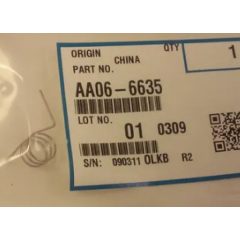 ORIGIN CHINA QTY 1
PART NO.
AA06-6635
LOT NO.
01 0309
S/N: 090311 OLKB R2